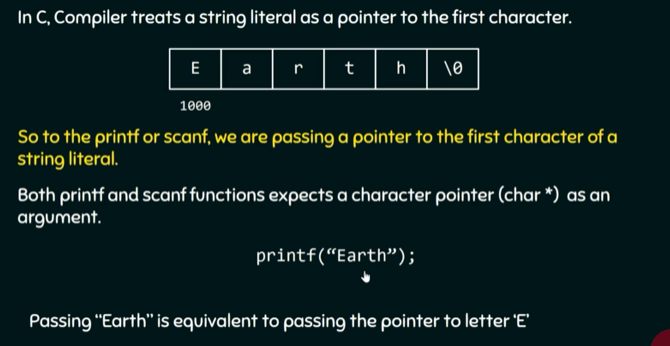 In C, Compiler treats a string literal as a pointer to the first character.
E a r t h \0
1000
So to the printf or scanf, we are passing a pointer to the first character of a
string literal.
Both printf and scanf functions expects a character pointer (char *) as an
argument.
printf(“Earth”);
Passing “Earth” is equivalent to passing the pointer to letter ‘E’